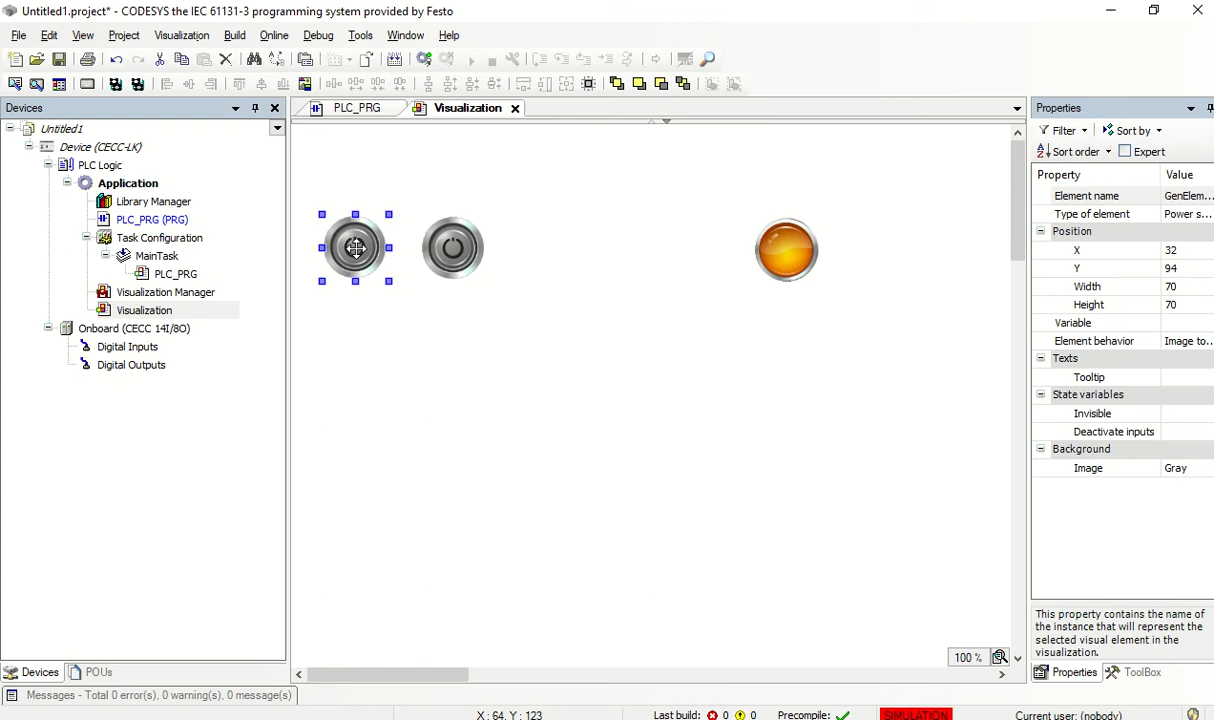 Untitled1.project* - CODESYS the IEC 61131-3 programming system provided by Festo
File Edit View Project Visualization Build Online Debug Tools Window Help
Devices
Untitled1
Device (CECC-LK)
PLC Logic
Application
Library Manager
PLC_PRG (PRG)
Task Configuration
MainTask
PLC_PRG
Visualization Manager
Visualization
Onboard (CECC 14I/8O)
Digital Inputs
Digital Outputs
Devices POUs
PLC_PRG Visualization
100 %
Properties
Filter Sort by
Sort order Expert
Property Value
Element name GenElem...
Type of element Power s...
Position
X 32
Y 94
Width 70
Height 70
Variable
Element behavior Image to...
Texts
Tooltip
State variables
Invisible
Deactivate inputs
Background
Image Gray
This property contains the name of
the instance that will represent the
selected visual element in the
visualization.
Properties ToolBox
Messages - Total 0 error(s), 0 warning(s), 0 message(s)
X : 64, Y : 123 Last build: 0 0 Precompile: SIMULATION Current user: (nobody)